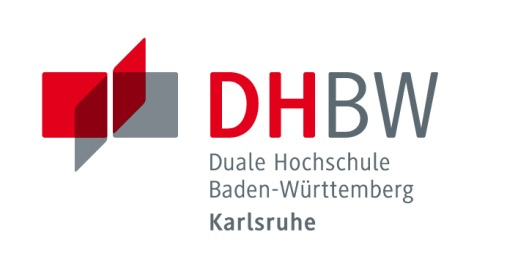 DHBW
Duale Hochschule
Baden-Württemberg
Karlsruhe